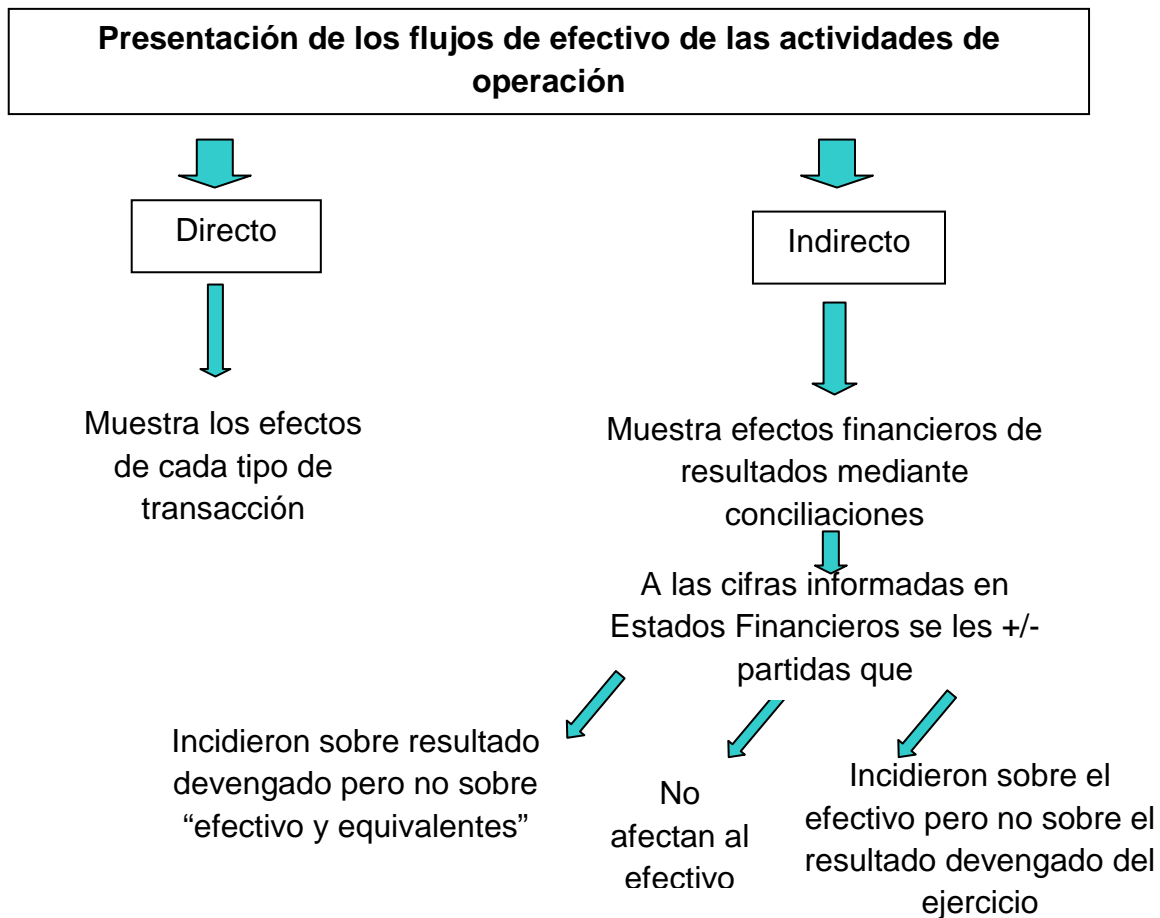 Presentación de los flujos de efectivo de las actividades de
operación
Directo
Indirecto
Muestra los efectos
de cada tipo de
transacción
Muestra efectos financieros de
resultados mediante
conciliaciones
A las cifras informadas en
Estados Financieros se les +/-
partidas que
Incidieron sobre resultado
devengado pero no sobre
“efectivo y equivalentes”
No
afectan al
efectivo
Incidieron sobre el
efectivo pero no sobre el
resultado devengado del
ejercicio